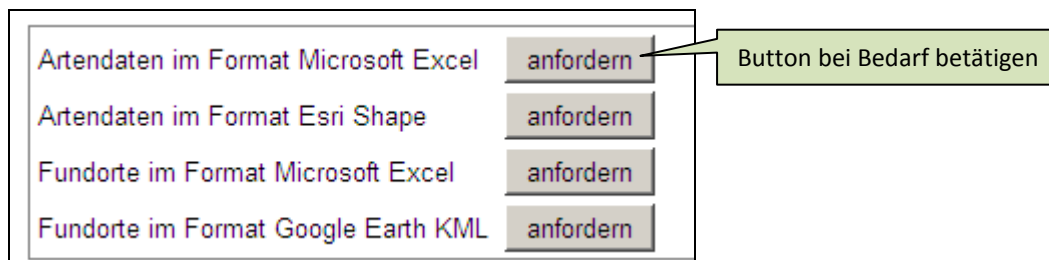 Artendaten im Format Microsoft Excel anfordern Button bei Bedarf betätigen
Artendaten im Format Esri Shape anfordern
Fundorte im Format Microsoft Excel anfordern
Fundorte im Format Google Earth KML anfordern